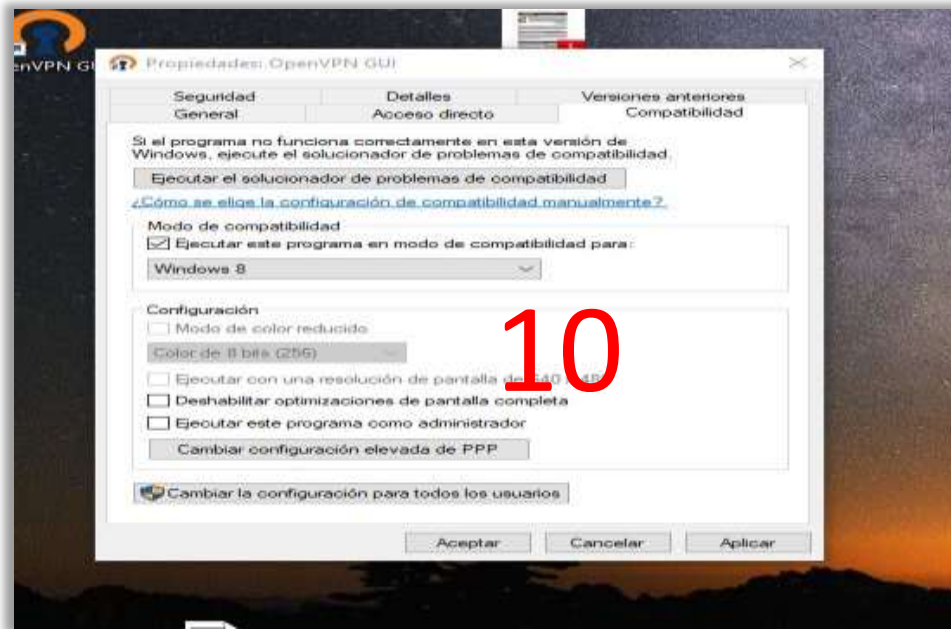 enVPN GU
Propiedades: OpenVPN GUI
Seguridad Detalles Versiones anteriores
General Acceso directo Compatibilidad
Si el programa no funciona correctamente en esta versión de
Windows, ejecute el solucionador de problemas de compatibilidad.
Ejecutar el solucionador de problemas de compatibilidad
¿Cómo se elige la configuración de compatibilidad manualmente?
Modo de compatibilidad
Ejecutar este programa en modo de compatibilidad para:
Windows 8
Configuración
Modo de color reducido
Color de 8 bits (256)
10
Ejecutar con una resolución de pantalla de 640 x 480
Deshabilitar optimizaciones de pantalla completa
Ejecutar este programa como administrador
Cambiar configuración elevada de PPP
Cambiar la configuración para todos los usuarios
Aceptar Cancelar Aplicar